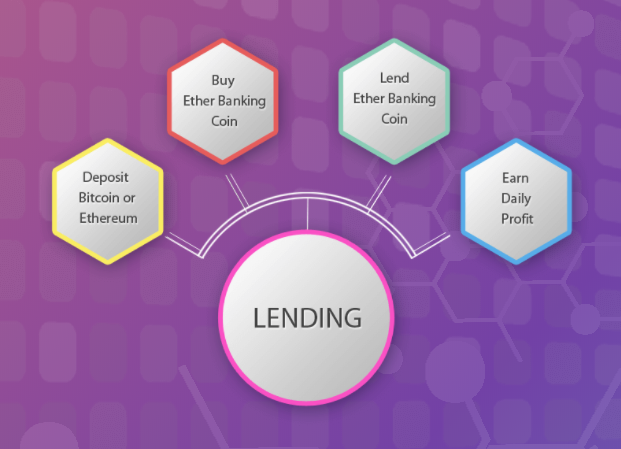 Buy
Ether Banking
Coin
Lend
Ether Banking
Coin
Deposit
Bitcoin or
Ethereum
Earn
Daily
Profit
LENDING